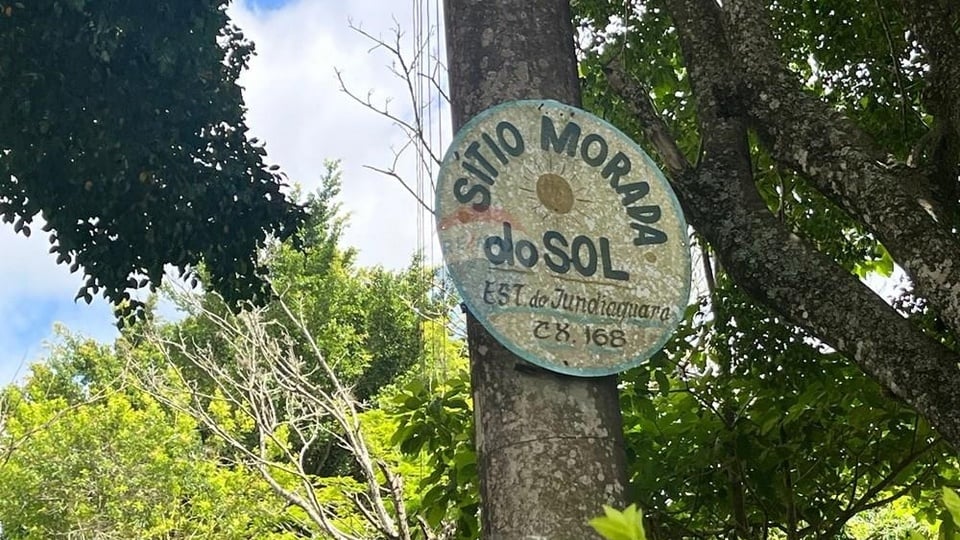 SÍTIO MORADA
do SOL
EST. do Jundiaquara
CX. 168